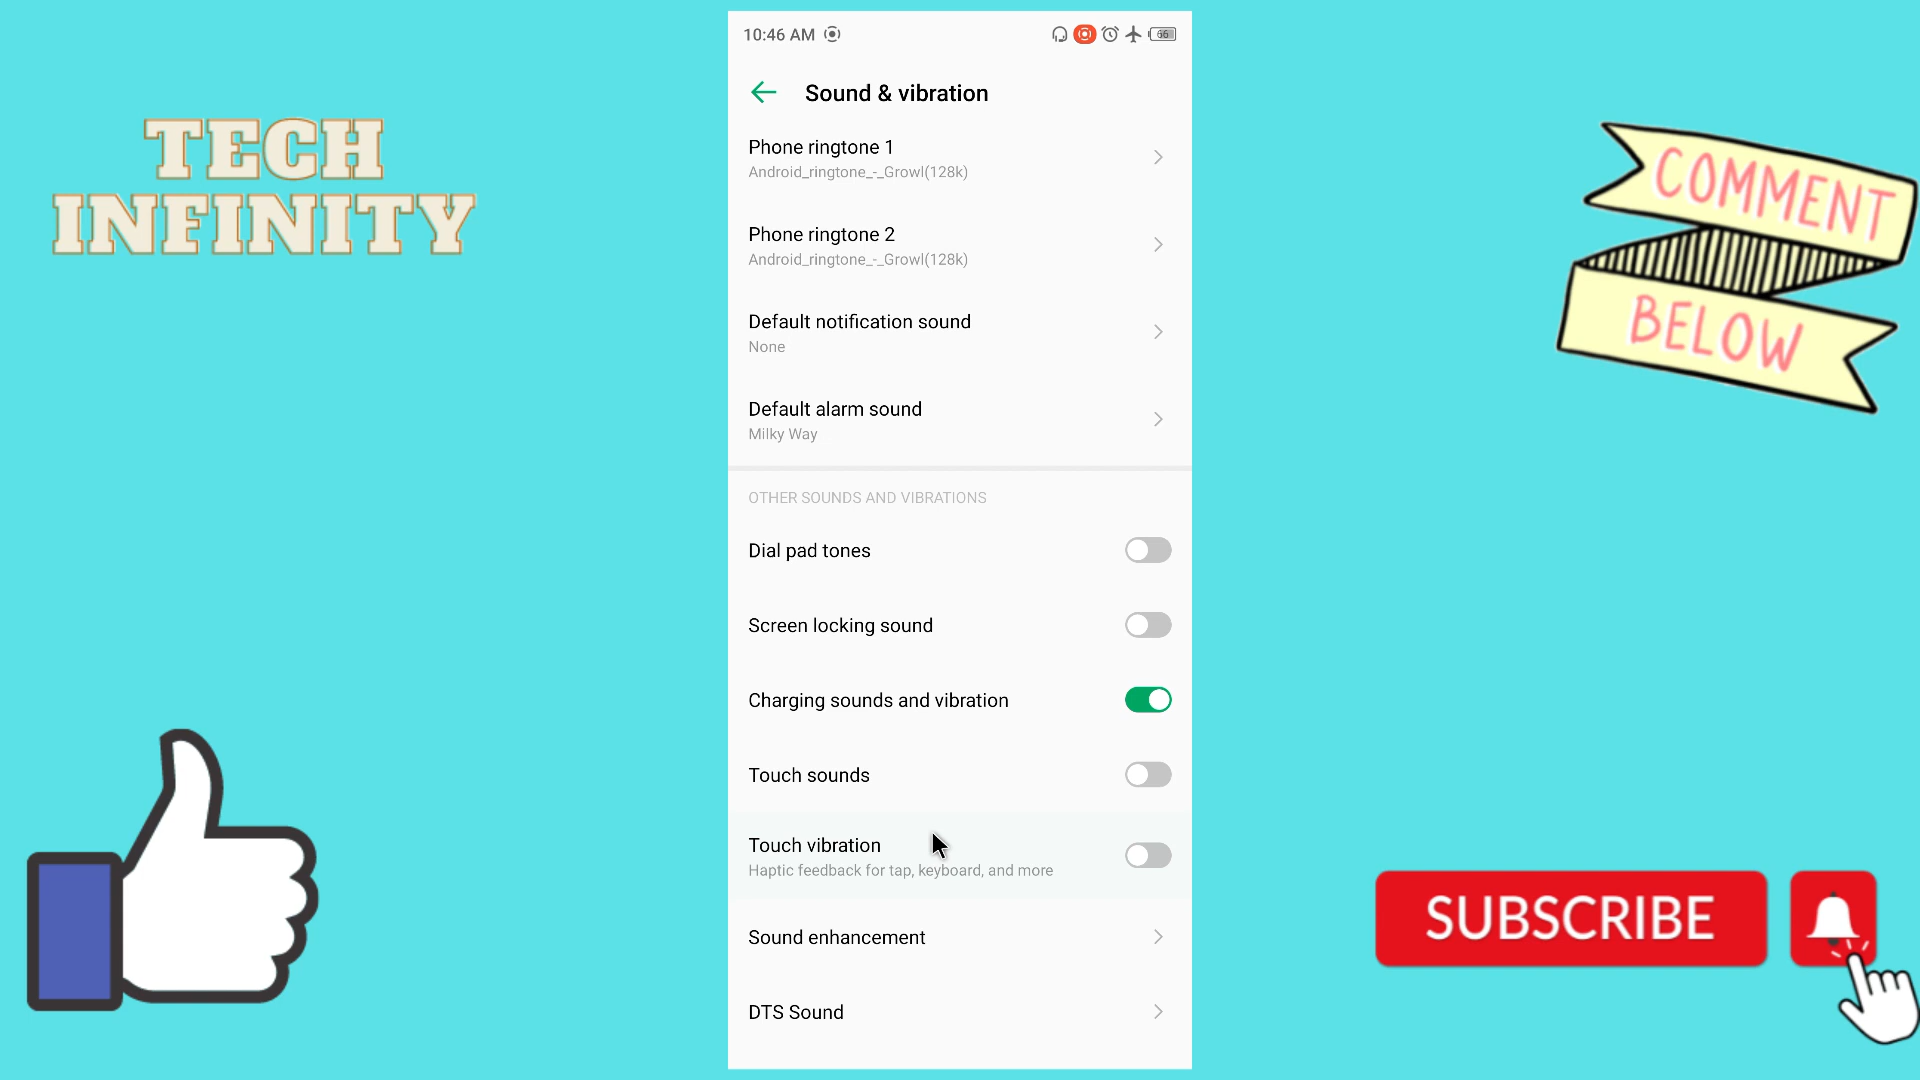 TECH
INFINITY
10:46 AM
66
Sound & vibration
Phone ringtone 1
Android_ringtone_-_Growl(128k)
Phone ringtone 2
Android_ringtone_-_Growl(128k)
Default notification sound
None
Default alarm sound
Milky Way
OTHER SOUNDS AND VIBRATIONS
Dial pad tones
Screen locking sound
Charging sounds and vibration
Touch sounds
Touch vibration
Haptic feedback for tap, keyboard, and more
Sound enhancement
DTS Sound
COMMENT
BELOW
SUBSCRIBE